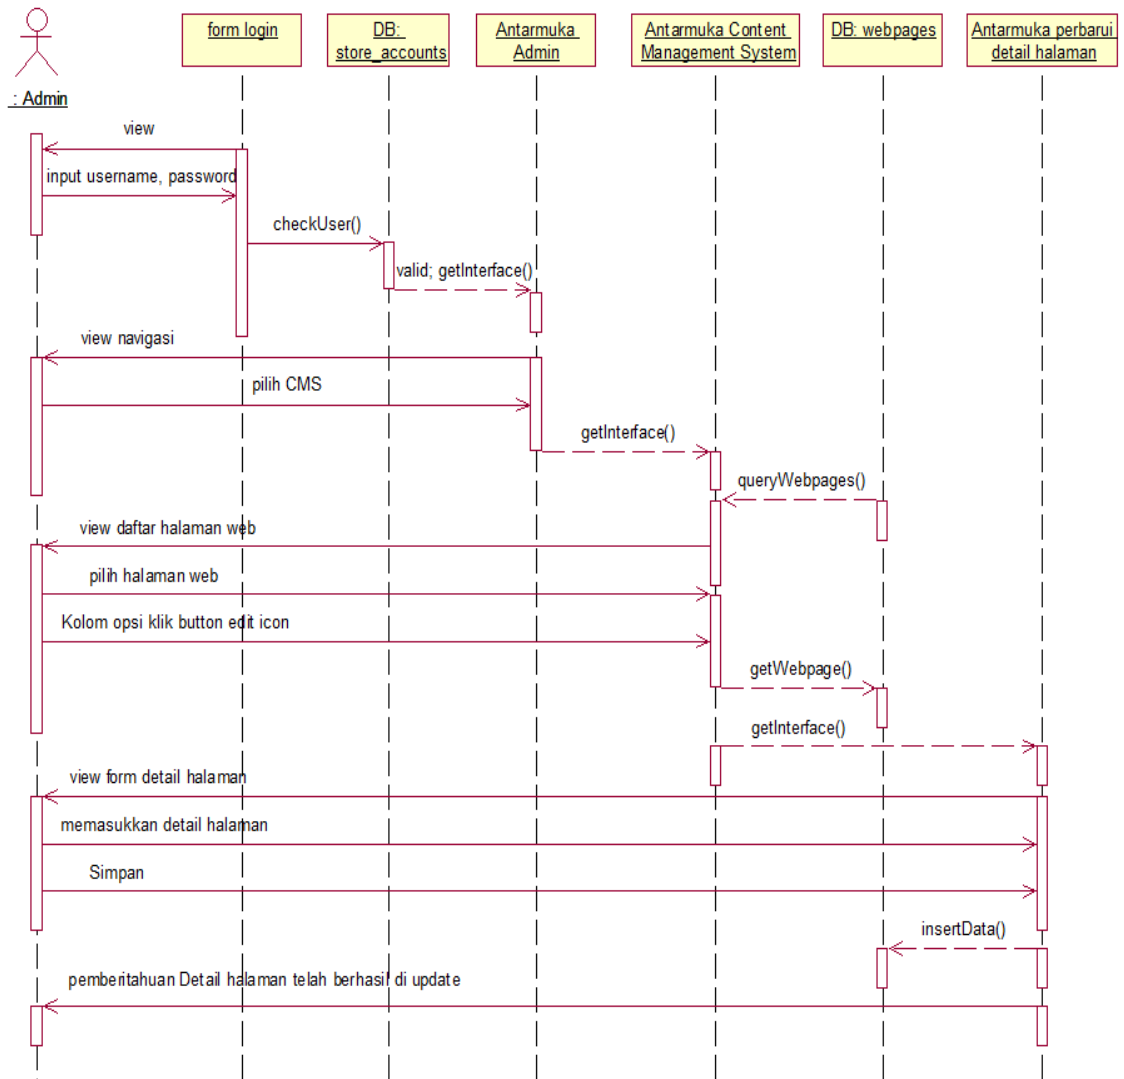 form login
DB:
store_accounts
Antarmuka
Admin
Antarmuka Content
Management System
DB: webpages
Antarmuka perbarui
detail halaman
: Admin
view
input username, password
checkUser()
valid; getInterface()
view navigasi
pilih CMS
getInterface()
queryWebpages()
view daftar halaman web
pilih halaman web
Kolom opsi klik button edit icon
getWebpage()
getInterface()
view form detail halaman
memasukkan detail halaman
Simpan
insertData()
pemberitahuan Detail halaman telah berhasil di update